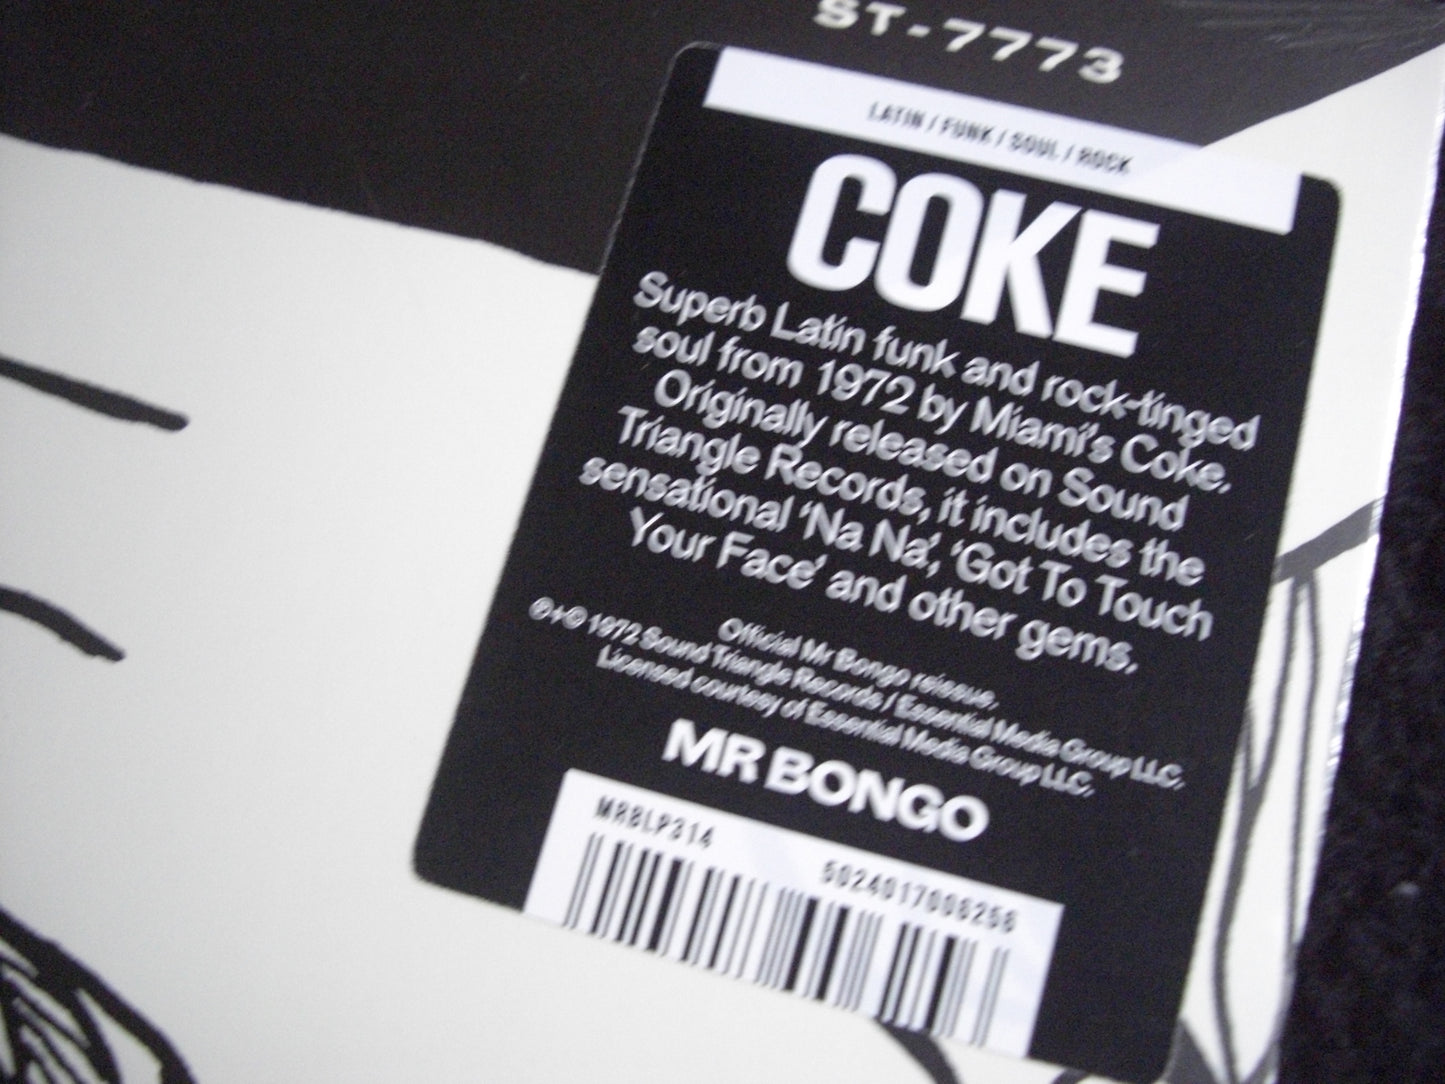 ST-7773
LATIN / FUNK / SOUL / ROCK
COKE
Superb Latin funk and rock-tinged
soul from 1972 by Miami's Coke.
Originally released on Sound
Triangle Records, it includes the
sensational 'Na Na', 'Got To Touch
Your Face' and other gems.
Official Mr Bongo reissue.
℗+© 1972 Sound Triangle Records / Essential Media Group LLC.
Licensed courtesy of Essential Media Group LLC.
MR BONGO
MRBLP314
5024017006256